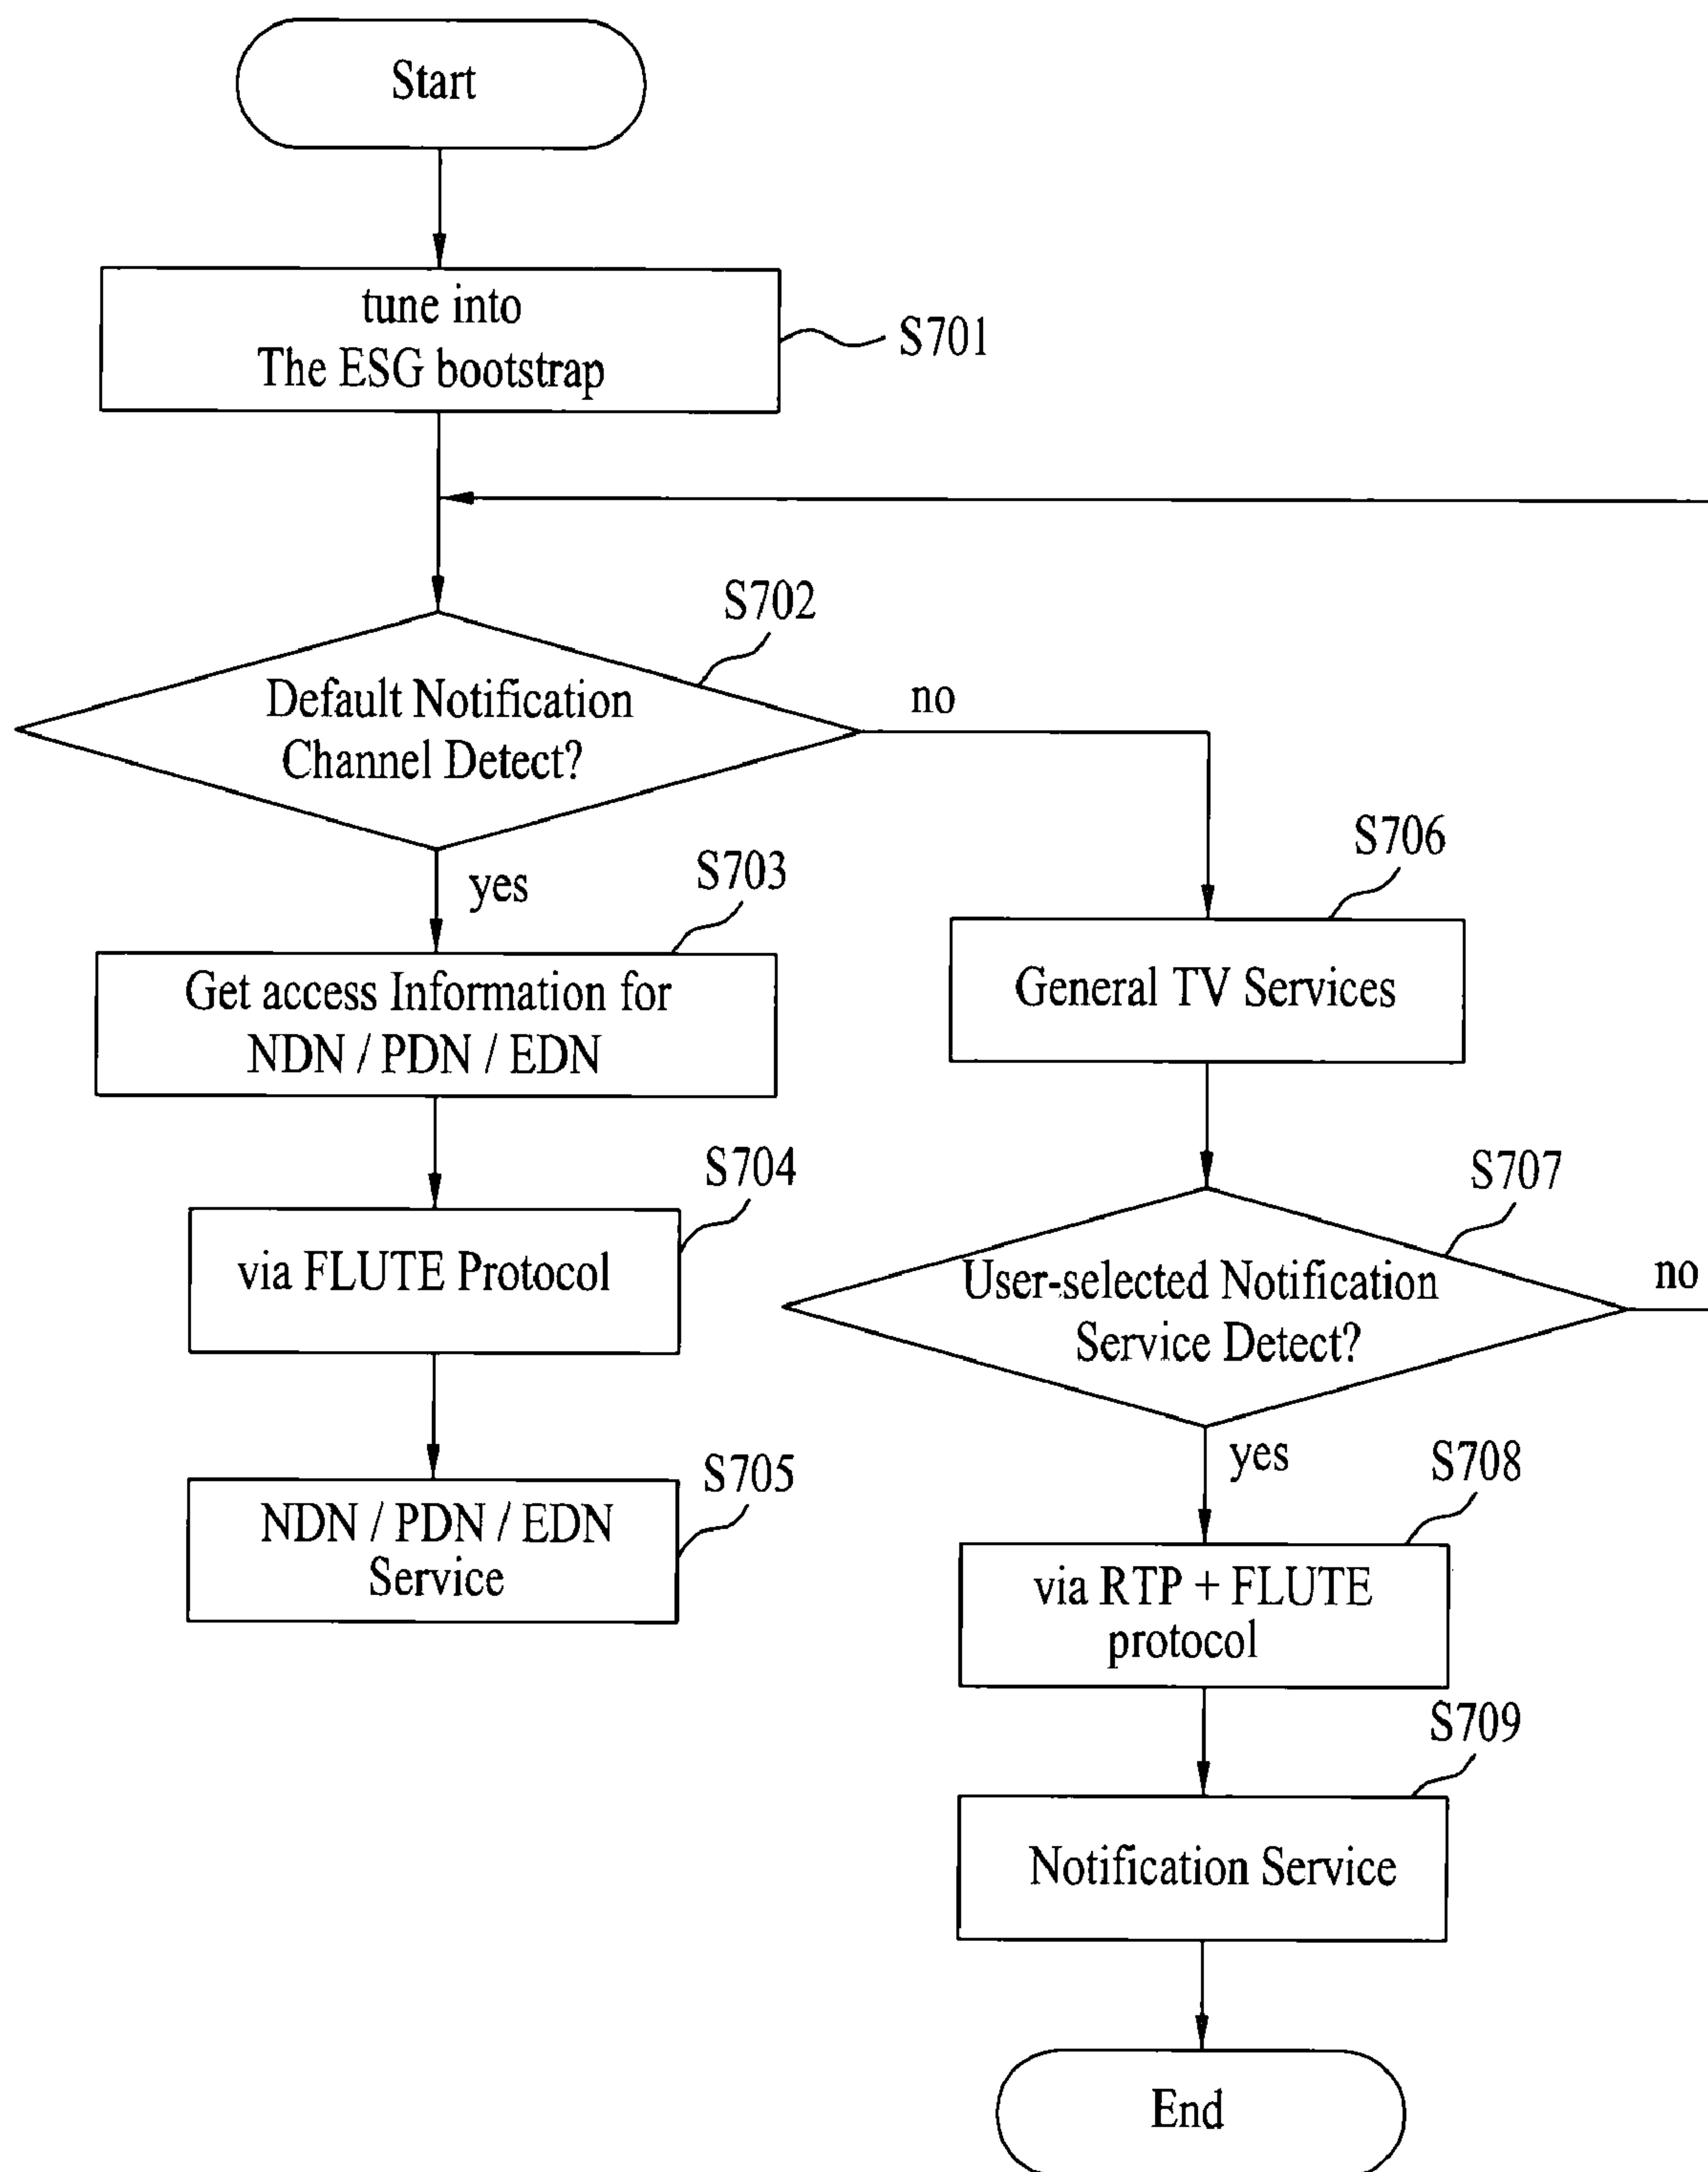 Start
tune into
The ESG bootstrap
S701
S702
Default Notification
Channel Detect?
no
yes
S703
Get access Information for
NDN / PDN / EDN
S704
via FLUTE Protocol
S705
NDN / PDN / EDN
Service
S706
General TV Services
S707
User-selected Notification
Service Detect?
no
yes
S708
via RTP + FLUTE
protocol
S709
Notification Service
End